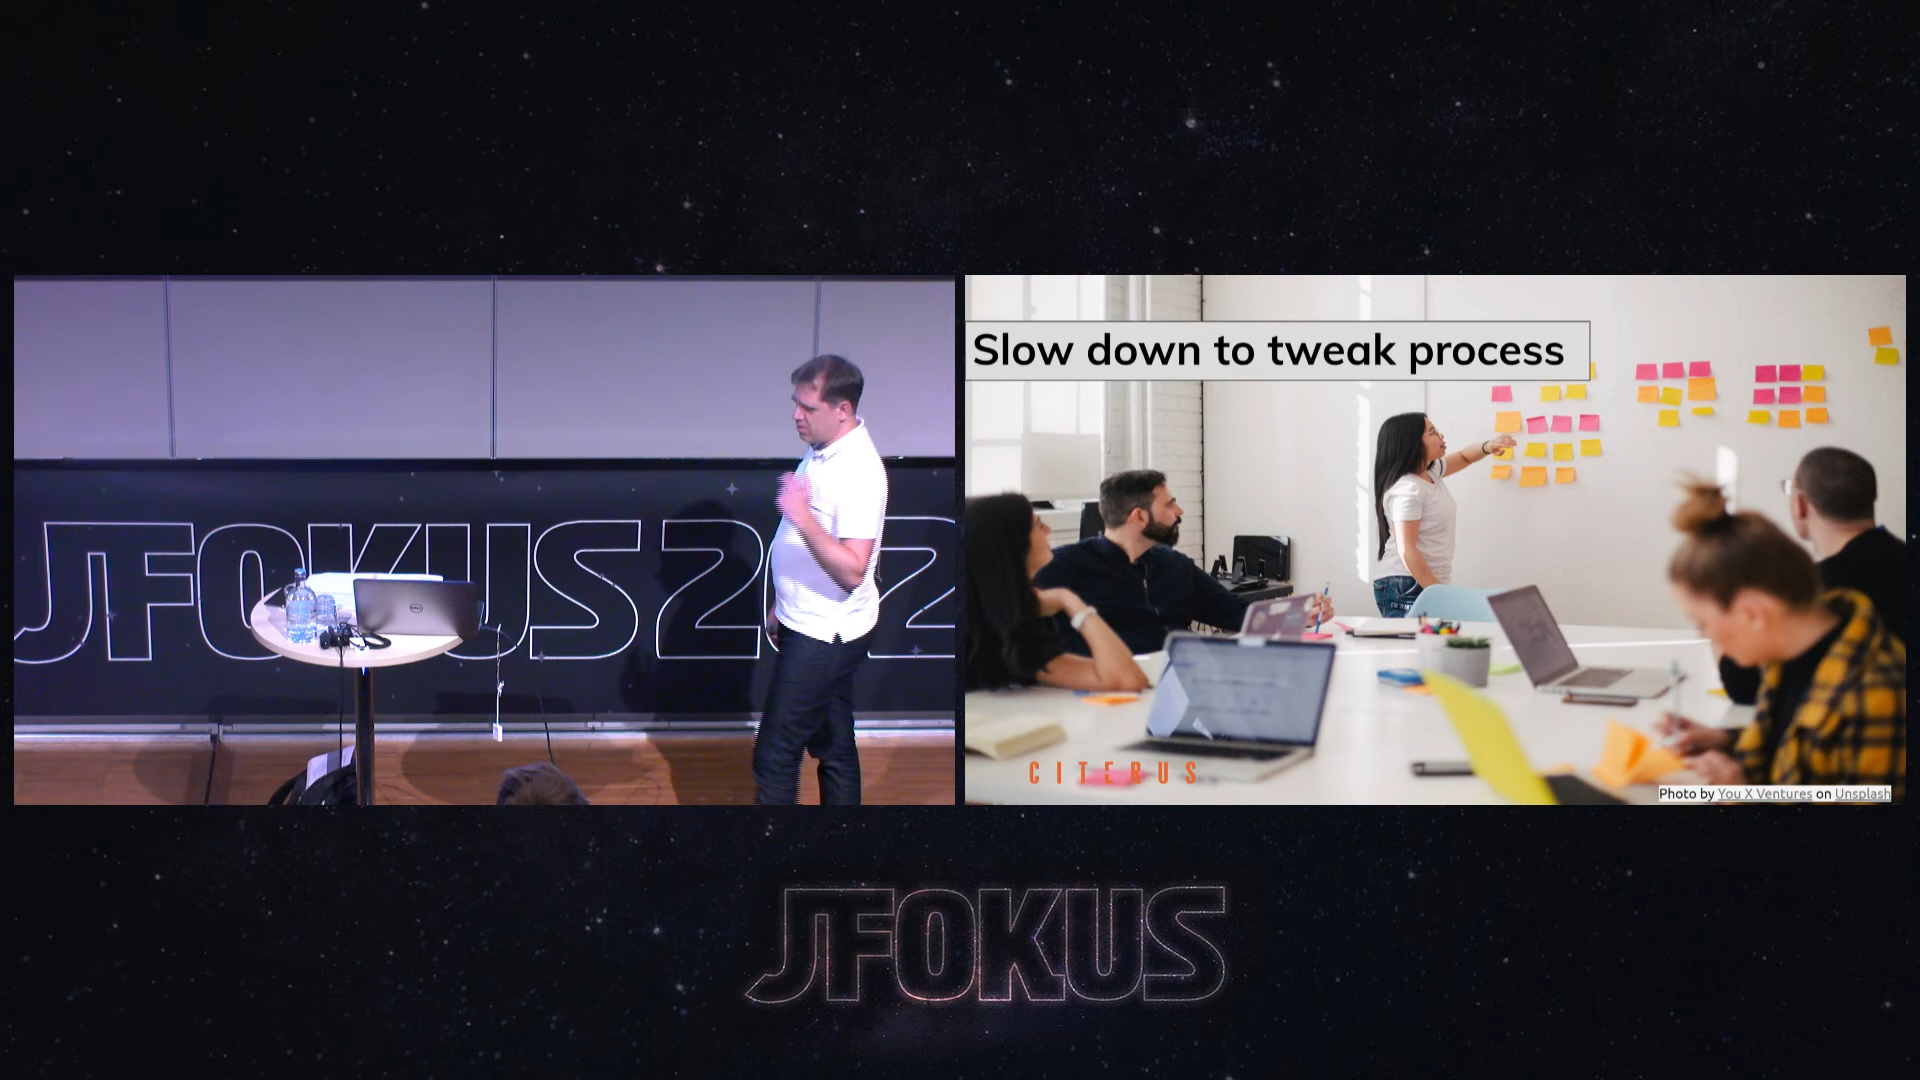 Slow down to tweak process
JFOKUS 202
CITERUS
Photo by You X Ventures on Unsplash
JFOKUS